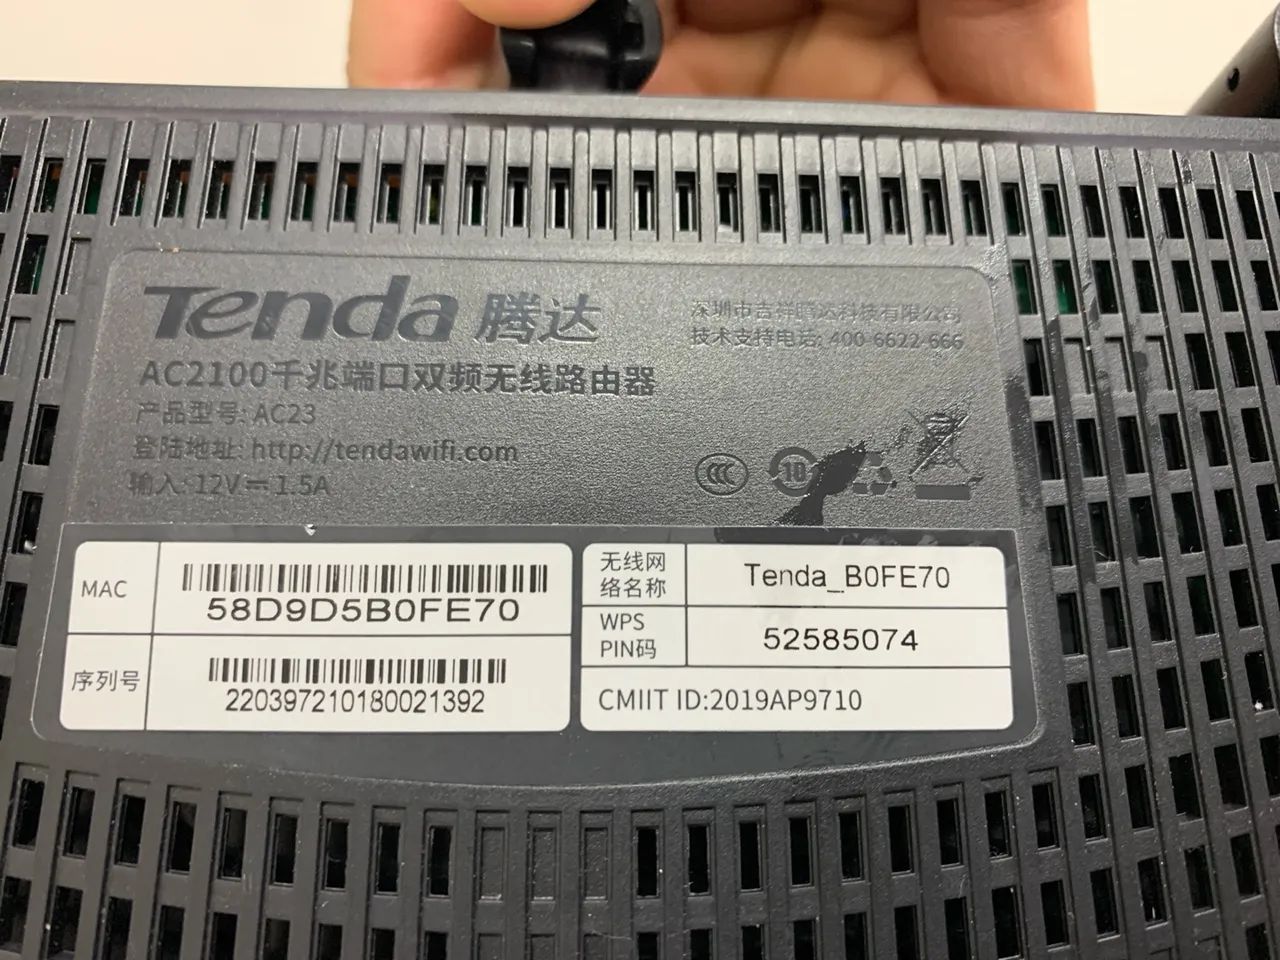 Tenda 腾达
深圳市吉祥腾达科技有限公司
技术支持电话: 400-6622-666
AC2100千兆端口双频无线路由器
产品型号: AC23
登陆地址: http://tendawifi.com
输入: 12V⎓1.5A
CCC
10
MAC
58D9D5B0FE70
序列号
220397210180021392
无线网
络名称
Tenda_B0FE70
WPS
PIN码
52585074
CMIIT ID:2019AP9710